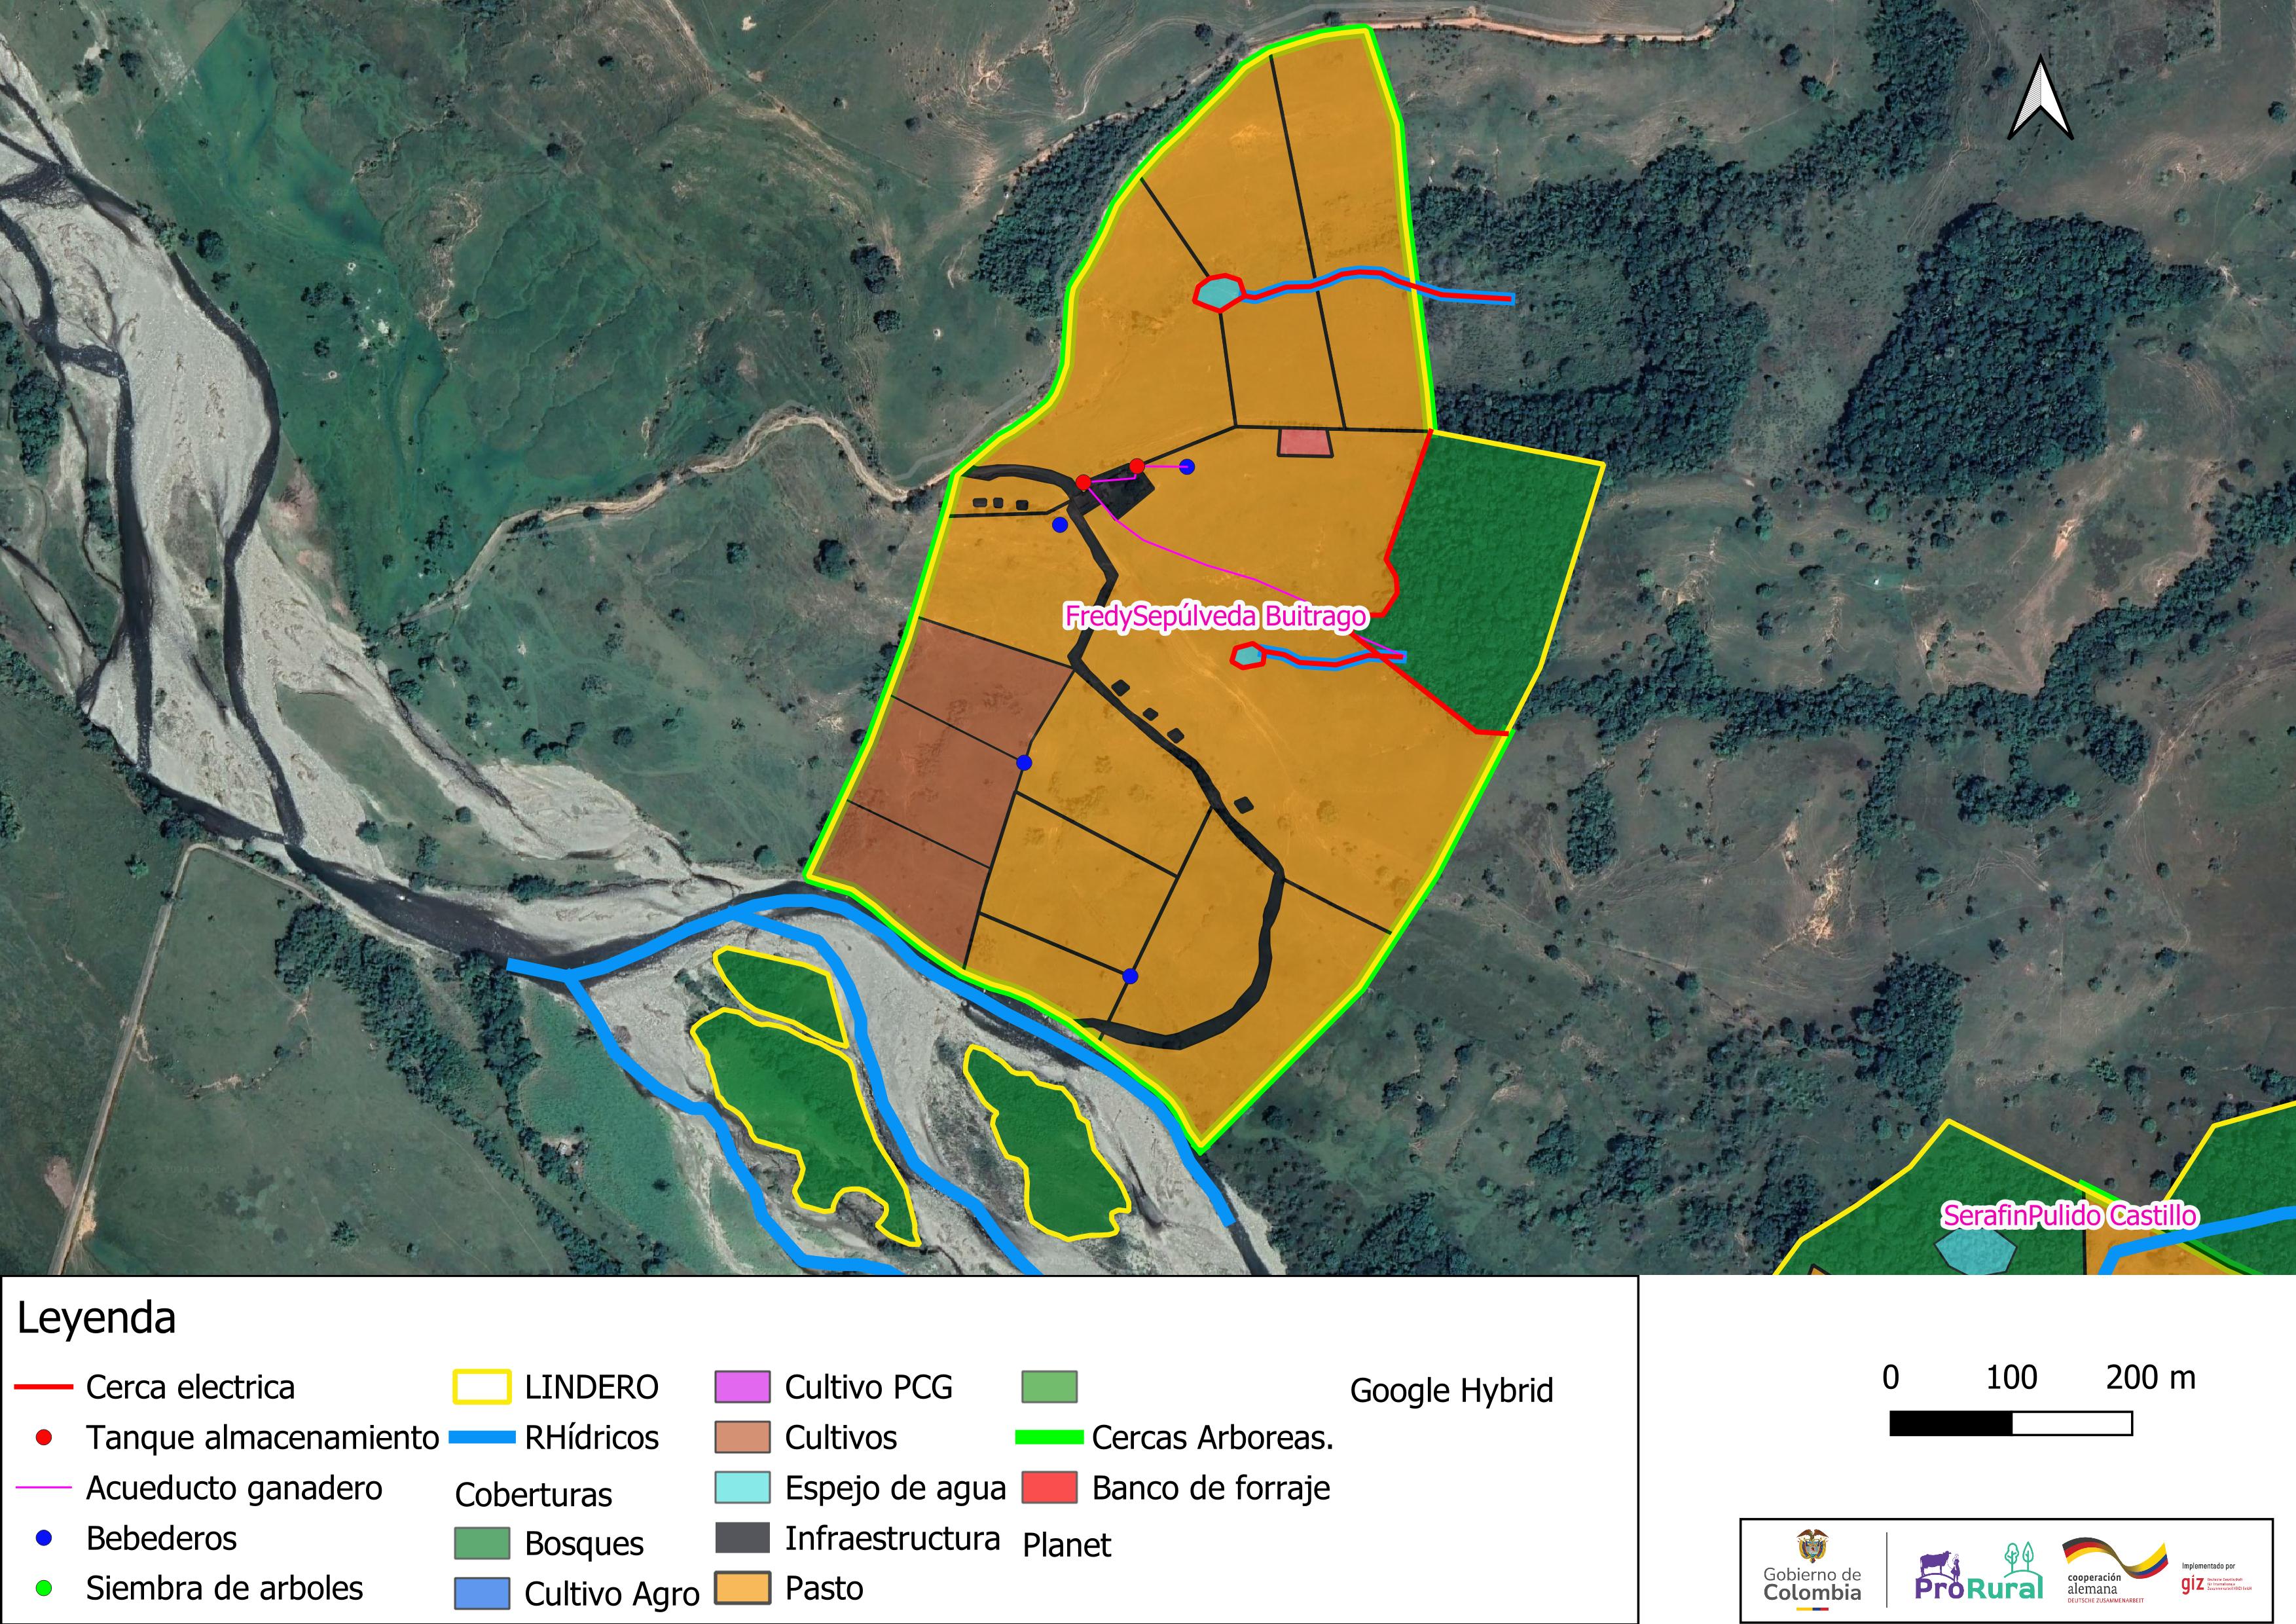 FredySepúlveda Buitrago
SerafinPulido Castillo
Leyenda
Cerca electrica
Tanque almacenamiento
Acueducto ganadero
Bebederos
Siembra de arboles
LINDERO
RHídricos
Coberturas
Bosques
Cultivo Agro
Cultivo PCG
Cultivos
Espejo de agua
Infraestructura
Pasto
Cercas Arboreas.
Banco de forraje
Planet
Google Hybrid
0 100 200 m
Gobierno de
Colombia
ProRural
cooperación
alemana
DEUTSCHE ZUSAMMENARBEIT
Implementado por
giz